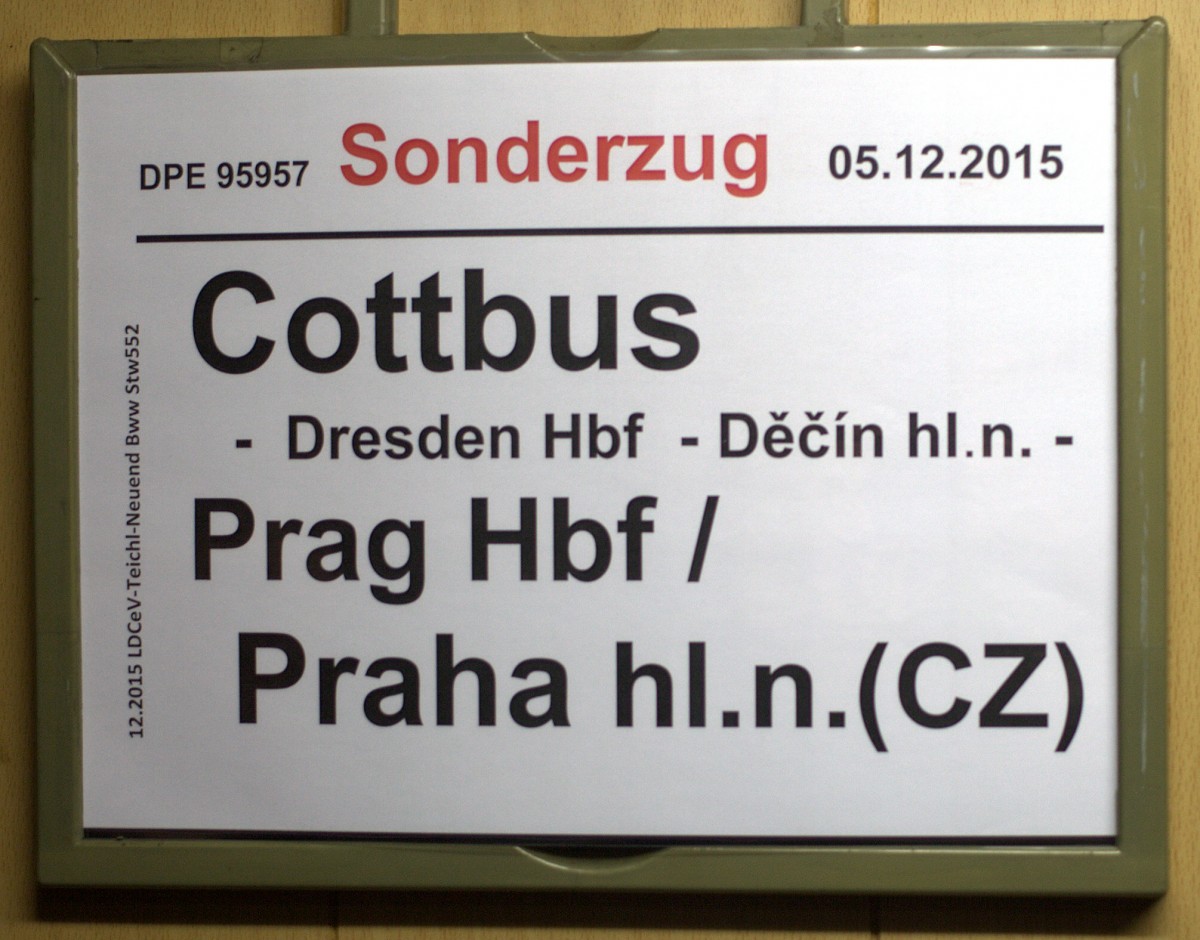 DPE 95957 Sonderzug 05.12.2015
Cottbus
- Dresden Hbf - Děčín hl.n. -
Prag Hbf /
Praha hl.n.(CZ)
12.2015 LDCeV-Teichl-Neuend Bww Stw552